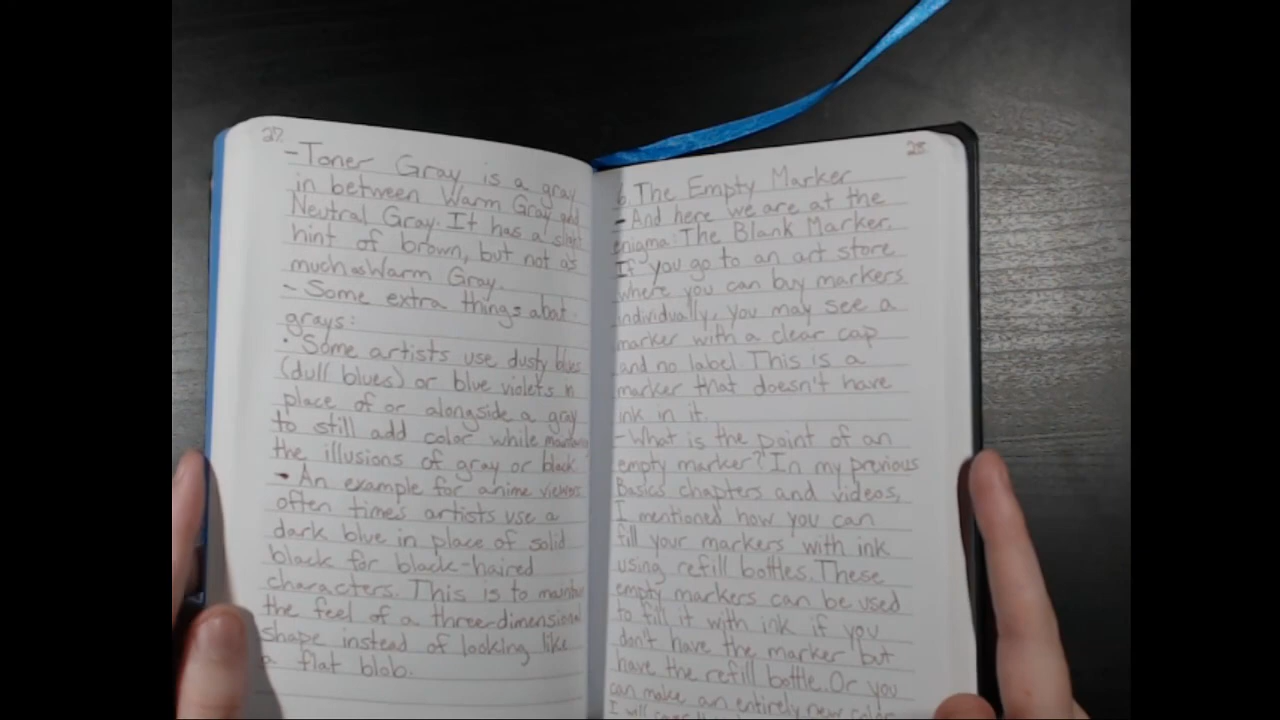 27.
- Toner Gray is a gray
in between Warm Gray and
Neutral Gray. It has a slight
hint of brown, but not as
much as Warm Gray.
- Some extra things abot
grays:
• Some artists use dusty blues
(dull blues) or blue violets in
place of or alongside a gray
to still add color while
the illusions of gray or black
- An example for anime viewers
often times artists use a
dark blue in place of solid
black for black-haired
characters. This is to maintain
the feel of a three-dimensional
shape instead of looking like
a flat blob.
28
6. The Empty Marker
- And here we are at the
enigma: The Blank Marker.
If you go to an art store
where you can buy markers
individually, you may see a
marker with a clear cap
and no label. This is a
marker that doesn't have
ink in it.
- What is the point of an
empty marker? In my previous
Basics chapters and videos,
I mentioned how you can
fill your markers with ink
using refill bottles. These
empty markers can be used
to fill it with ink if you
don't have the marker but
have the refill bottle. Or you
can make an entirely new color
I will